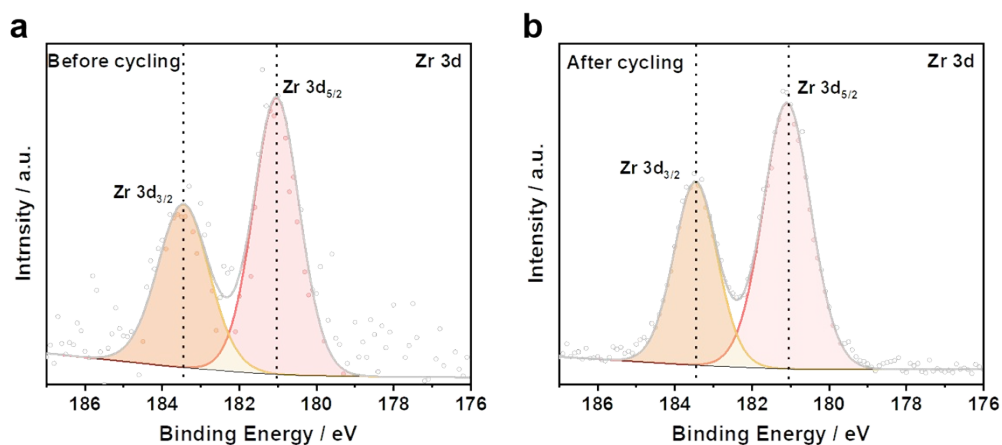 a
Before cycling
Zr 3d
Zr 3d5/2
Zr 3d3/2
Intrnsity / a.u.
186 184 182 180 178 176
Binding Energy / eV
b
After cycling
Zr 3d
Zr 3d5/2
Zr 3d3/2
Intensity / a.u.
186 184 182 180 178 176
Binding Energy / eV